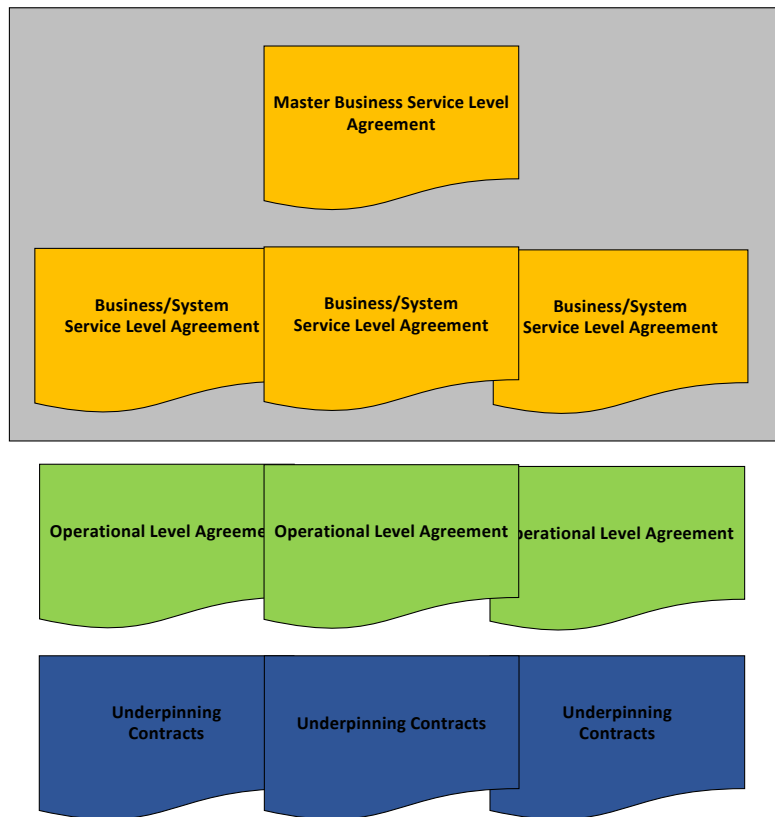 Master Business Service Level
Agreement
Business/System
Service Level Agreement
Business/System
Service Level Agreement
Business/System
Service Level Agreement
Operational Level Agreeme
Operational Level Agreement
perational Level Agreement
Underpinning
Contracts
Underpinning Contracts
Underpinning
Contracts